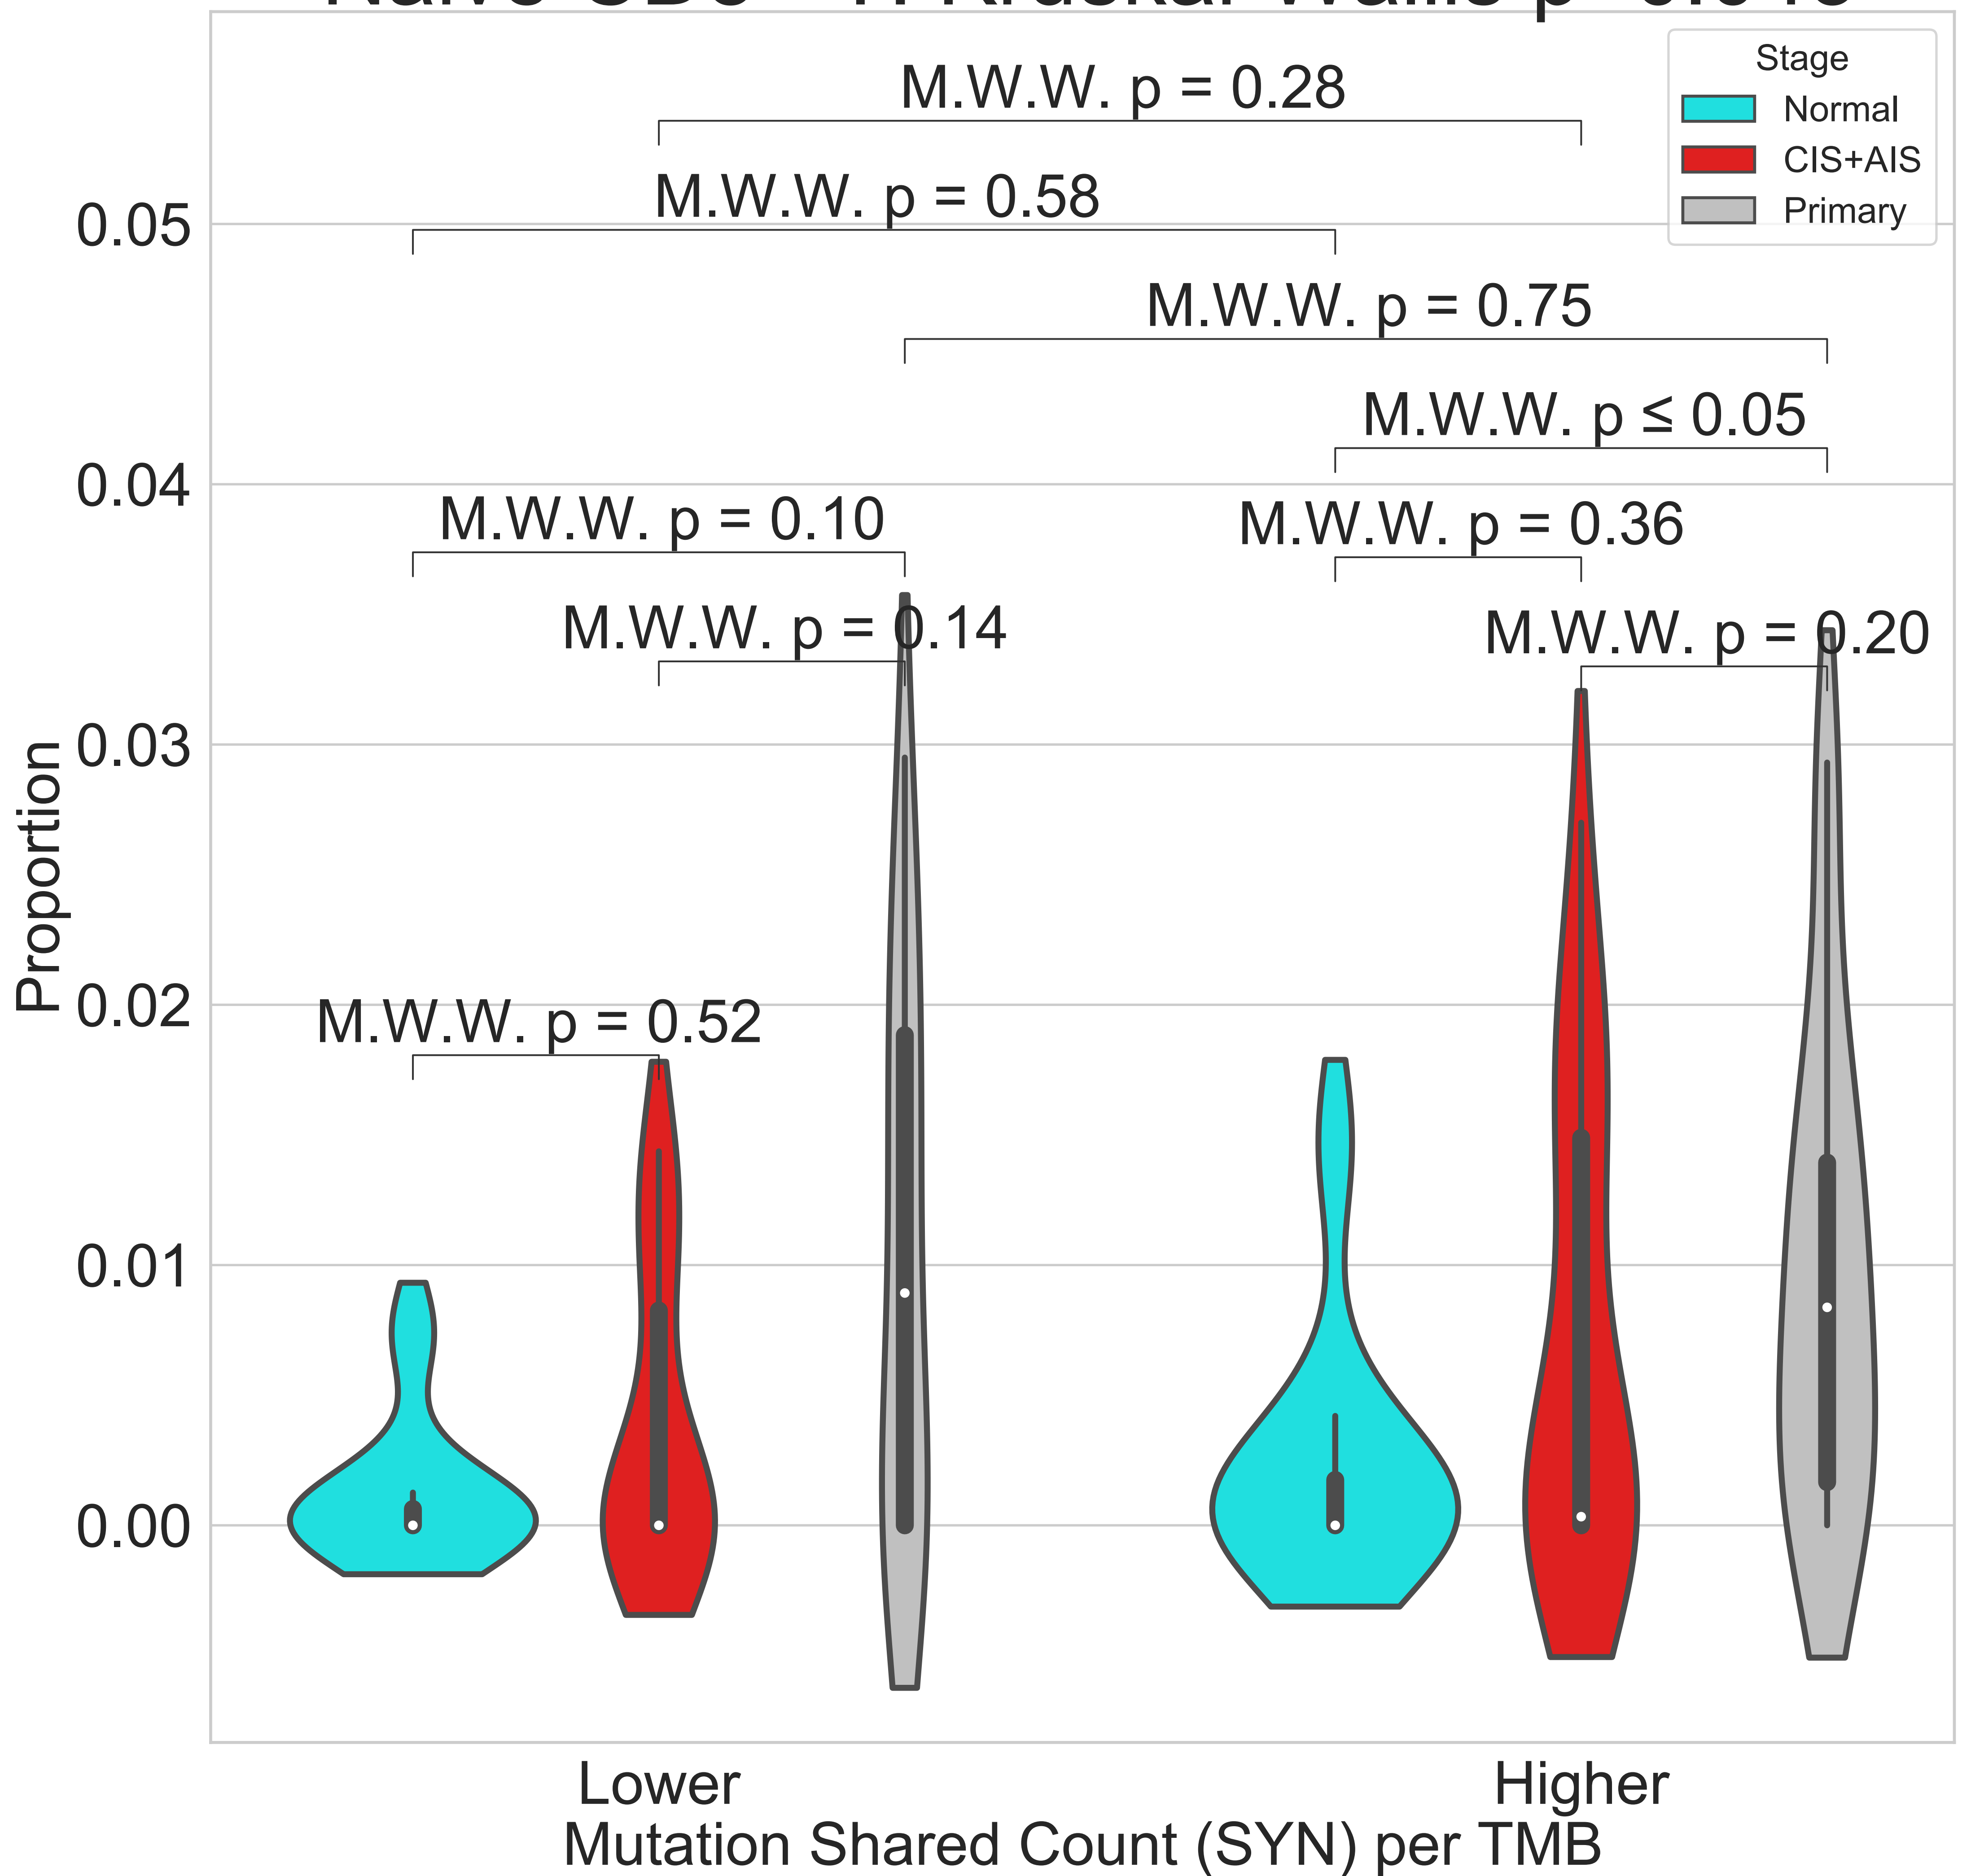 Stage
Normal
CIS+AIS
Primary
M.W.W. p = 0.28
M.W.W. p = 0.58
M.W.W. p = 0.75
M.W.W. p ≤ 0.05
M.W.W. p = 0.10
M.W.W. p = 0.36
M.W.W. p = 0.14
M.W.W. p = 0.20
M.W.W. p = 0.52
0.05
0.04
0.03
0.02
0.01
0.00
Proportion
Lower
Higher
Mutation Shared Count (SYN) per TMB